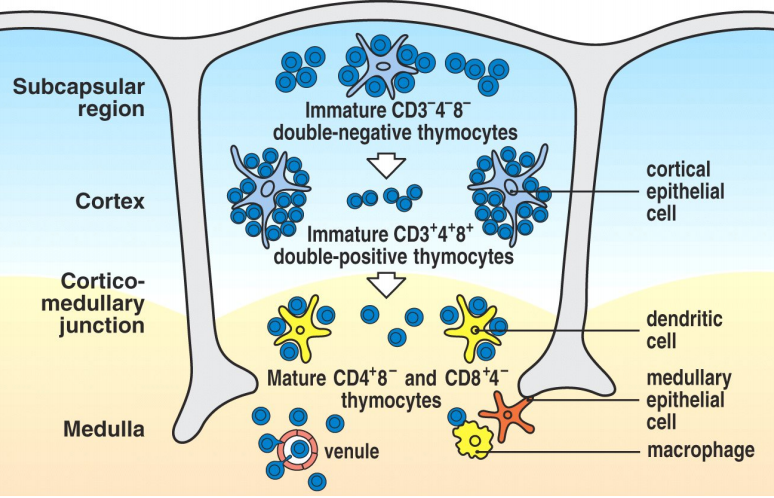 Subcapsular
region
Immature CD3⁻4⁻8⁻
double-negative thymocytes
Cortex
cortical
epithelial
cell
Immature CD3⁺4⁺8⁺
double-positive thymocytes
Cortico-
medullary
junction
dendritic
cell
Mature CD4⁺8⁻ and CD8⁺4⁻
thymocytes
medullary
epithelial
cell
Medulla
venule
macrophage